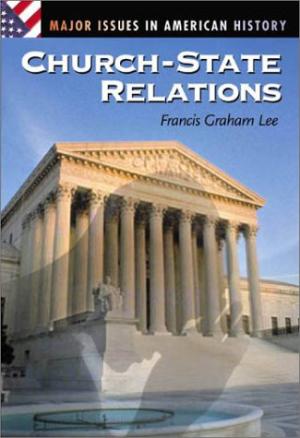 MAJOR ISSUES IN AMERICAN HISTORY
CHURCH-STATE
RELATIONS
Francis Graham Lee